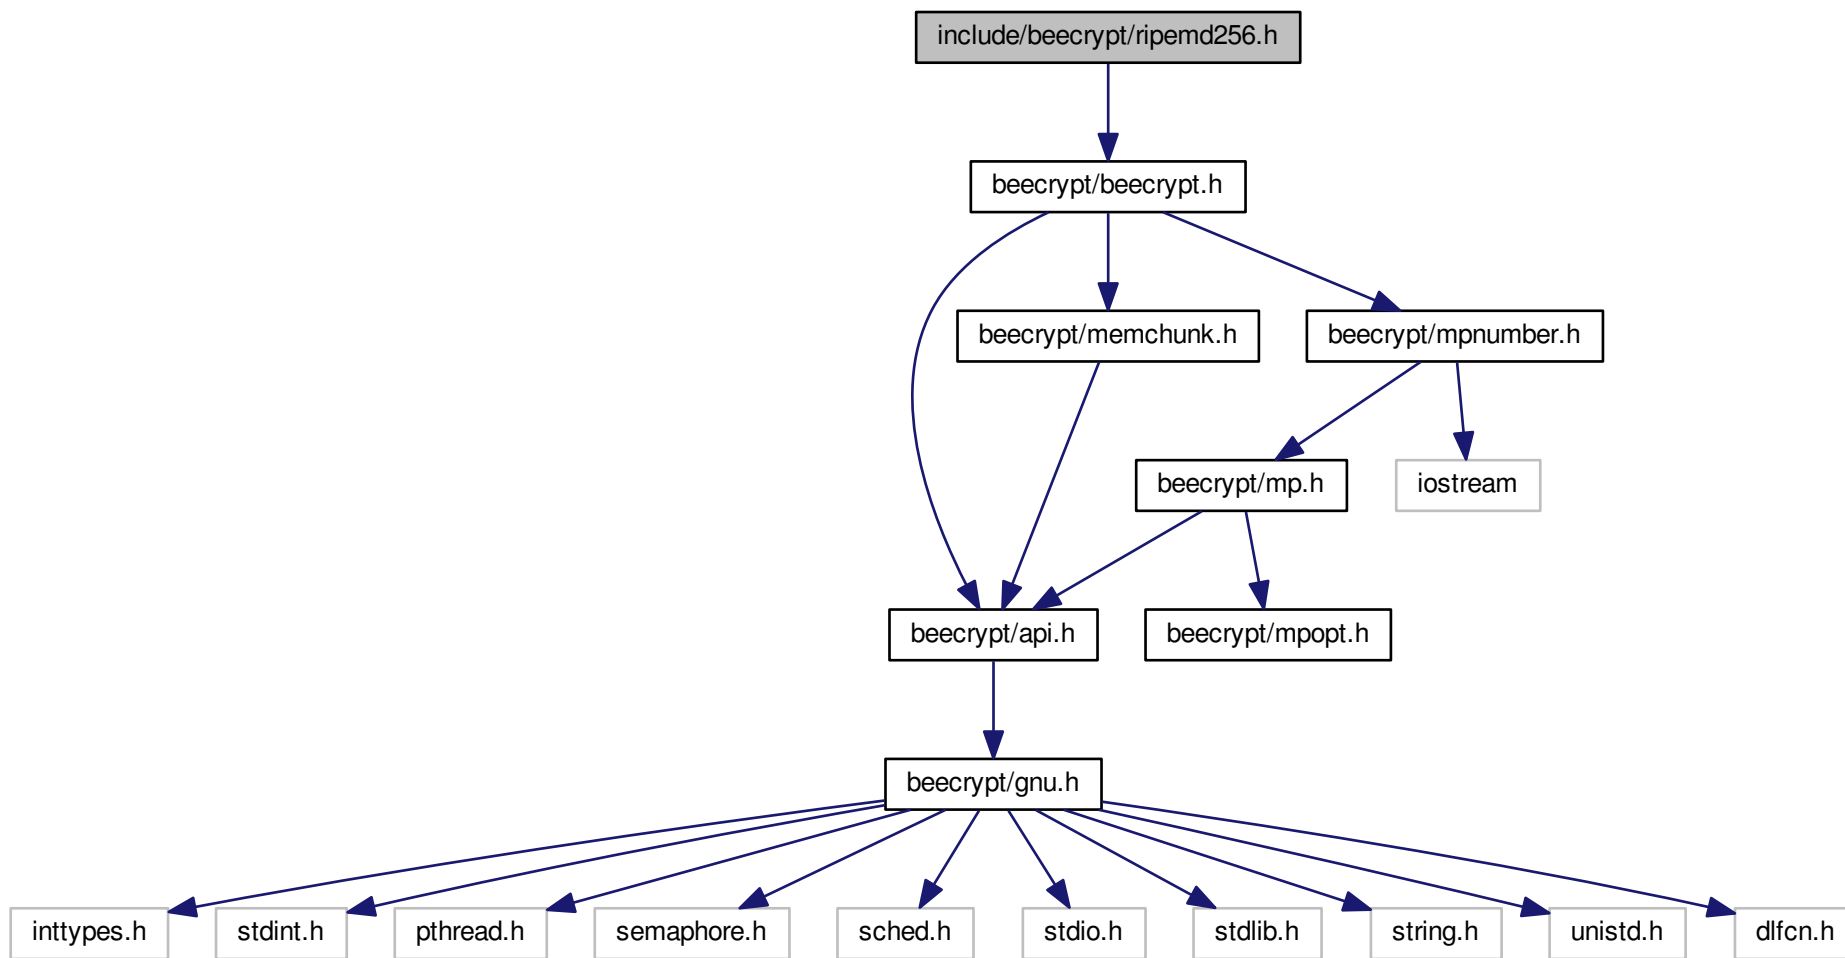 include/beecrypt/ripemd256.h
beecrypt/beecrypt.h
beecrypt/memchunk.h
beecrypt/mpnumber.h
beecrypt/mp.h
iostream
beecrypt/api.h
beecrypt/mpopt.h
beecrypt/gnu.h
inttypes.h
stdint.h
pthread.h
semaphore.h
sched.h
stdio.h
stdlib.h
string.h
unistd.h
dlfcn.h